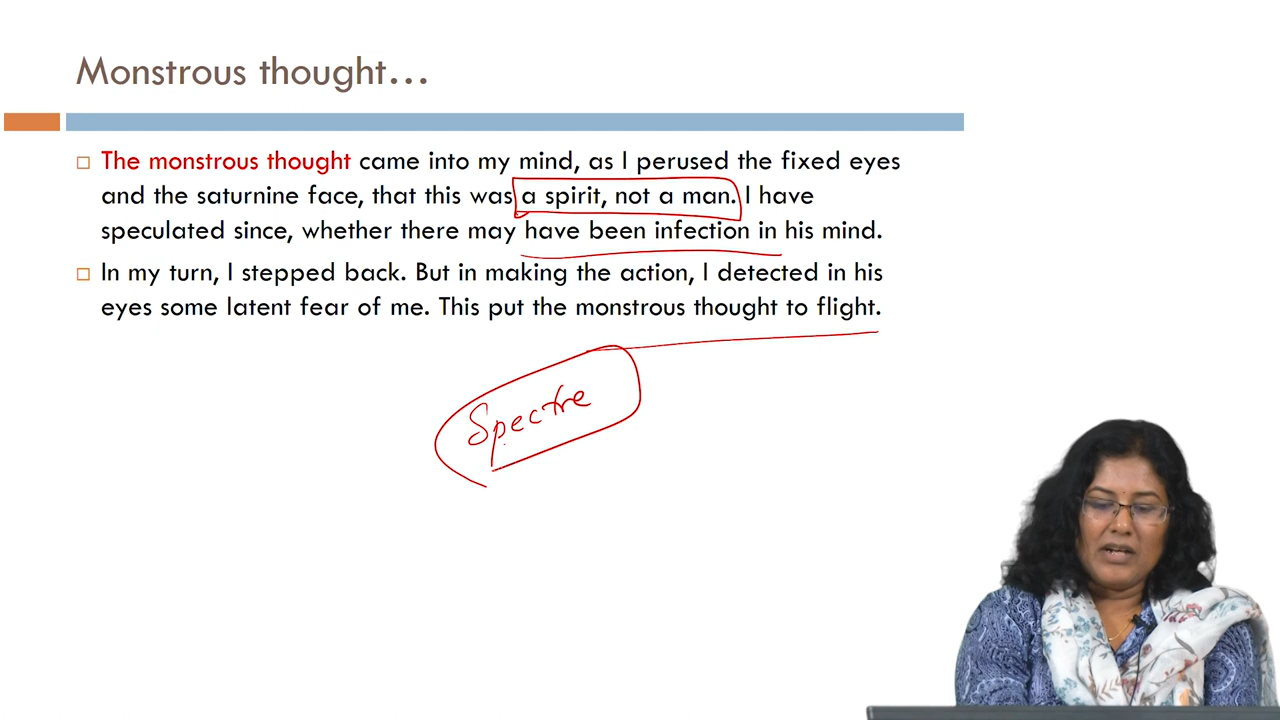 Monstrous thought…
The monstrous thought came into my mind, as I perused the fixed eyes
and the saturnine face, that this was a spirit, not a man. I have
speculated since, whether there may have been infection in his mind.
In my turn, I stepped back. But in making the action, I detected in his
eyes some latent fear of me. This put the monstrous thought to flight.
Spectre